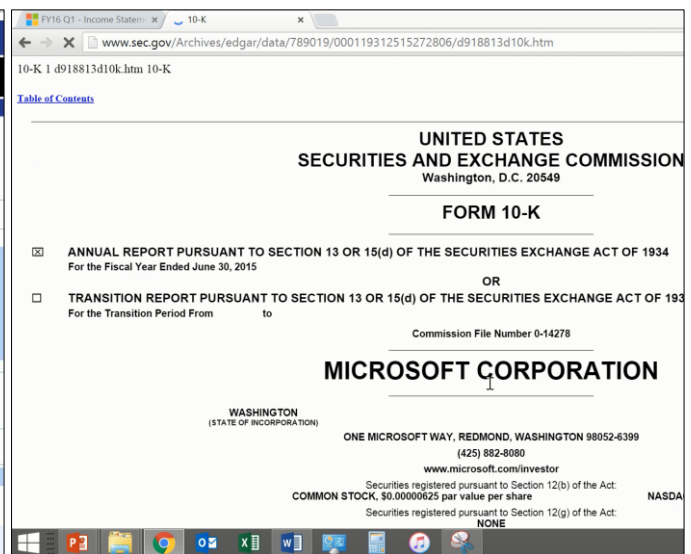 FY16 Q1 - Income Statem
10-K
www.sec.gov/Archives/edgar/data/789019/000119312515272806/d918813d10k.htm
10-K 1 d918813d10k.htm 10-K
Table of Contents
UNITED STATES
SECURITIES AND EXCHANGE COMMISSION
Washington, D.C. 20549
FORM 10-K
☒ ANNUAL REPORT PURSUANT TO SECTION 13 OR 15(d) OF THE SECURITIES EXCHANGE ACT OF 1934
For the Fiscal Year Ended June 30, 2015
OR
☐ TRANSITION REPORT PURSUANT TO SECTION 13 OR 15(d) OF THE SECURITIES EXCHANGE ACT OF 193
For the Transition Period From to
Commission File Number 0-14278
MICROSOFT CORPORATION
WASHINGTON
(STATE OF INCORPORATION)
ONE MICROSOFT WAY, REDMOND, WASHINGTON 98052-6399
(425) 882-8080
www.microsoft.com/investor
Securities registered pursuant to Section 12(b) of the Act:
COMMON STOCK, $0.00000625 par value per share NASDA
Securities registered pursuant to Section 12(g) of the Act:
NONE